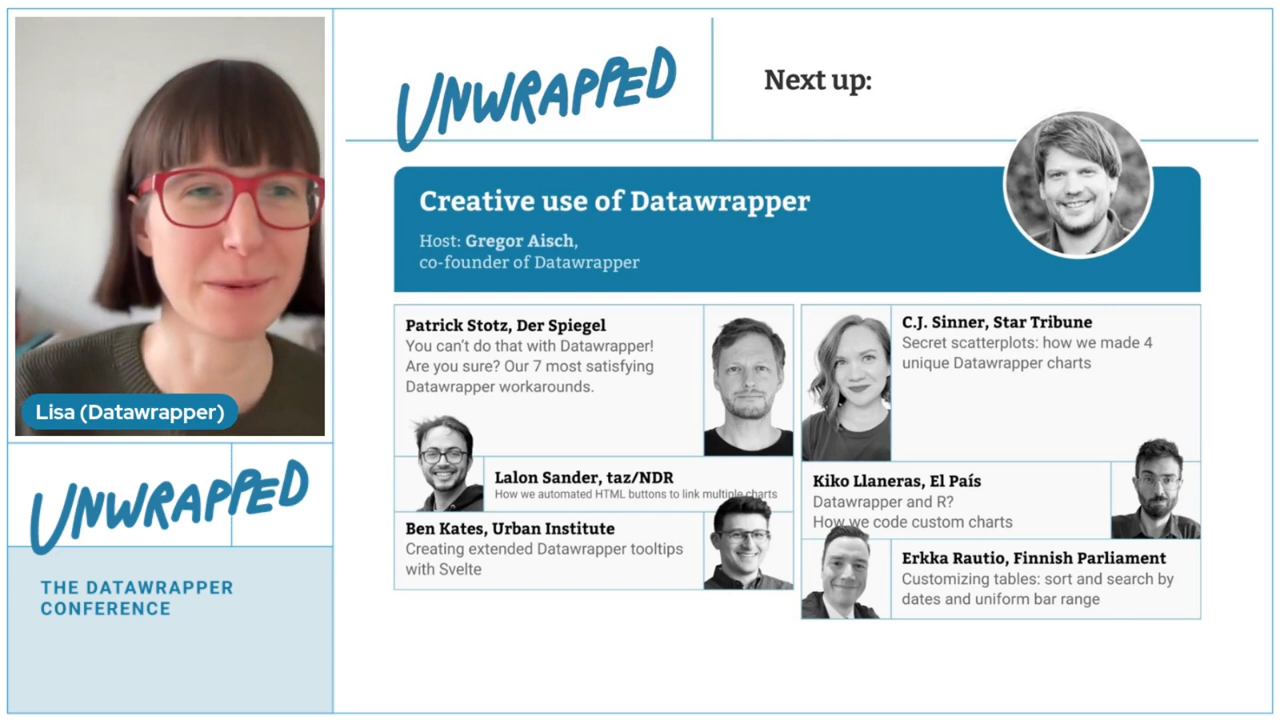 Lisa (Datawrapper)
UNWRAPPED
THE DATAWRAPPER
CONFERENCE
UNWRAPPED
Next up:
Creative use of Datawrapper
Host: Gregor Aisch,
co-founder of Datawrapper
Patrick Stotz, Der Spiegel
You can't do that with Datawrapper!
Are you sure? Our 7 most satisfying
Datawrapper workarounds.
Lalon Sander, taz/NDR
How we automated HTML buttons to link multiple charts
Ben Kates, Urban Institute
Creating extended Datawrapper tooltips
with Svelte
C.J. Sinner, Star Tribune
Secret scatterplots: how we made 4
unique Datawrapper charts
Kiko Llaneras, El País
Datawrapper and R?
How we code custom charts
Erkka Rautio, Finnish Parliament
Customizing tables: sort and search by
dates and uniform bar range